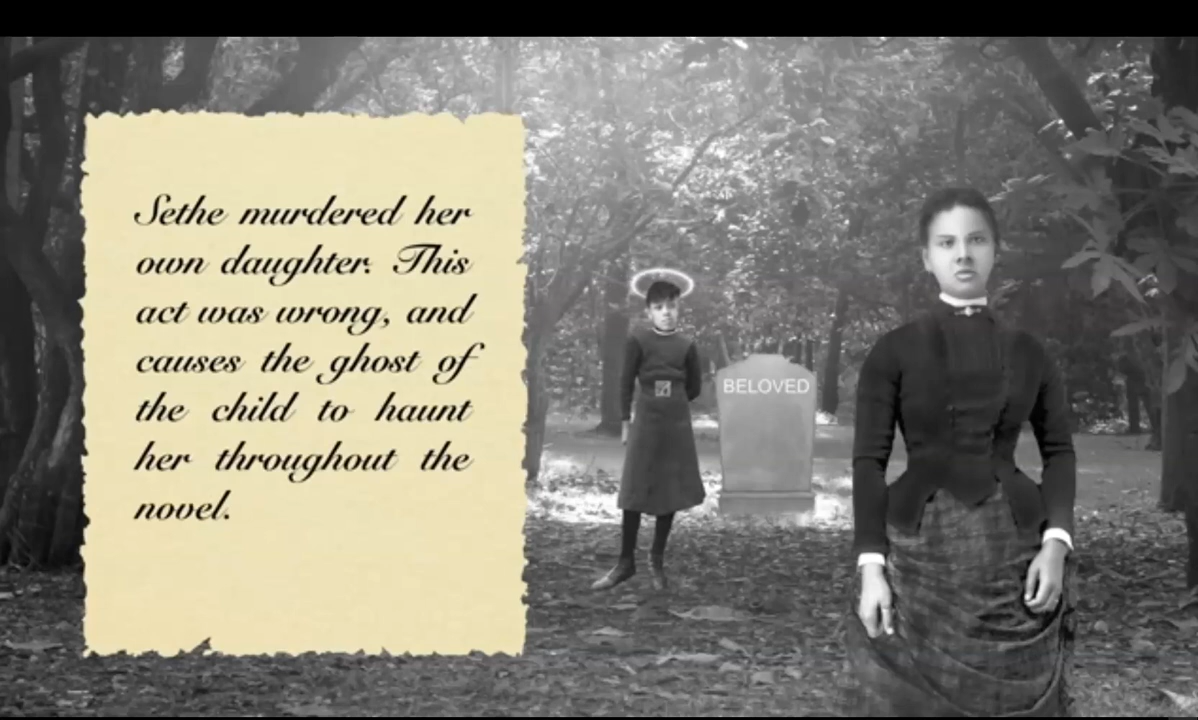 Sethe murdered her
own daughter. This
act was wrong, and
causes the ghost of
the child to haunt
her throughout the
novel.
BELOVED